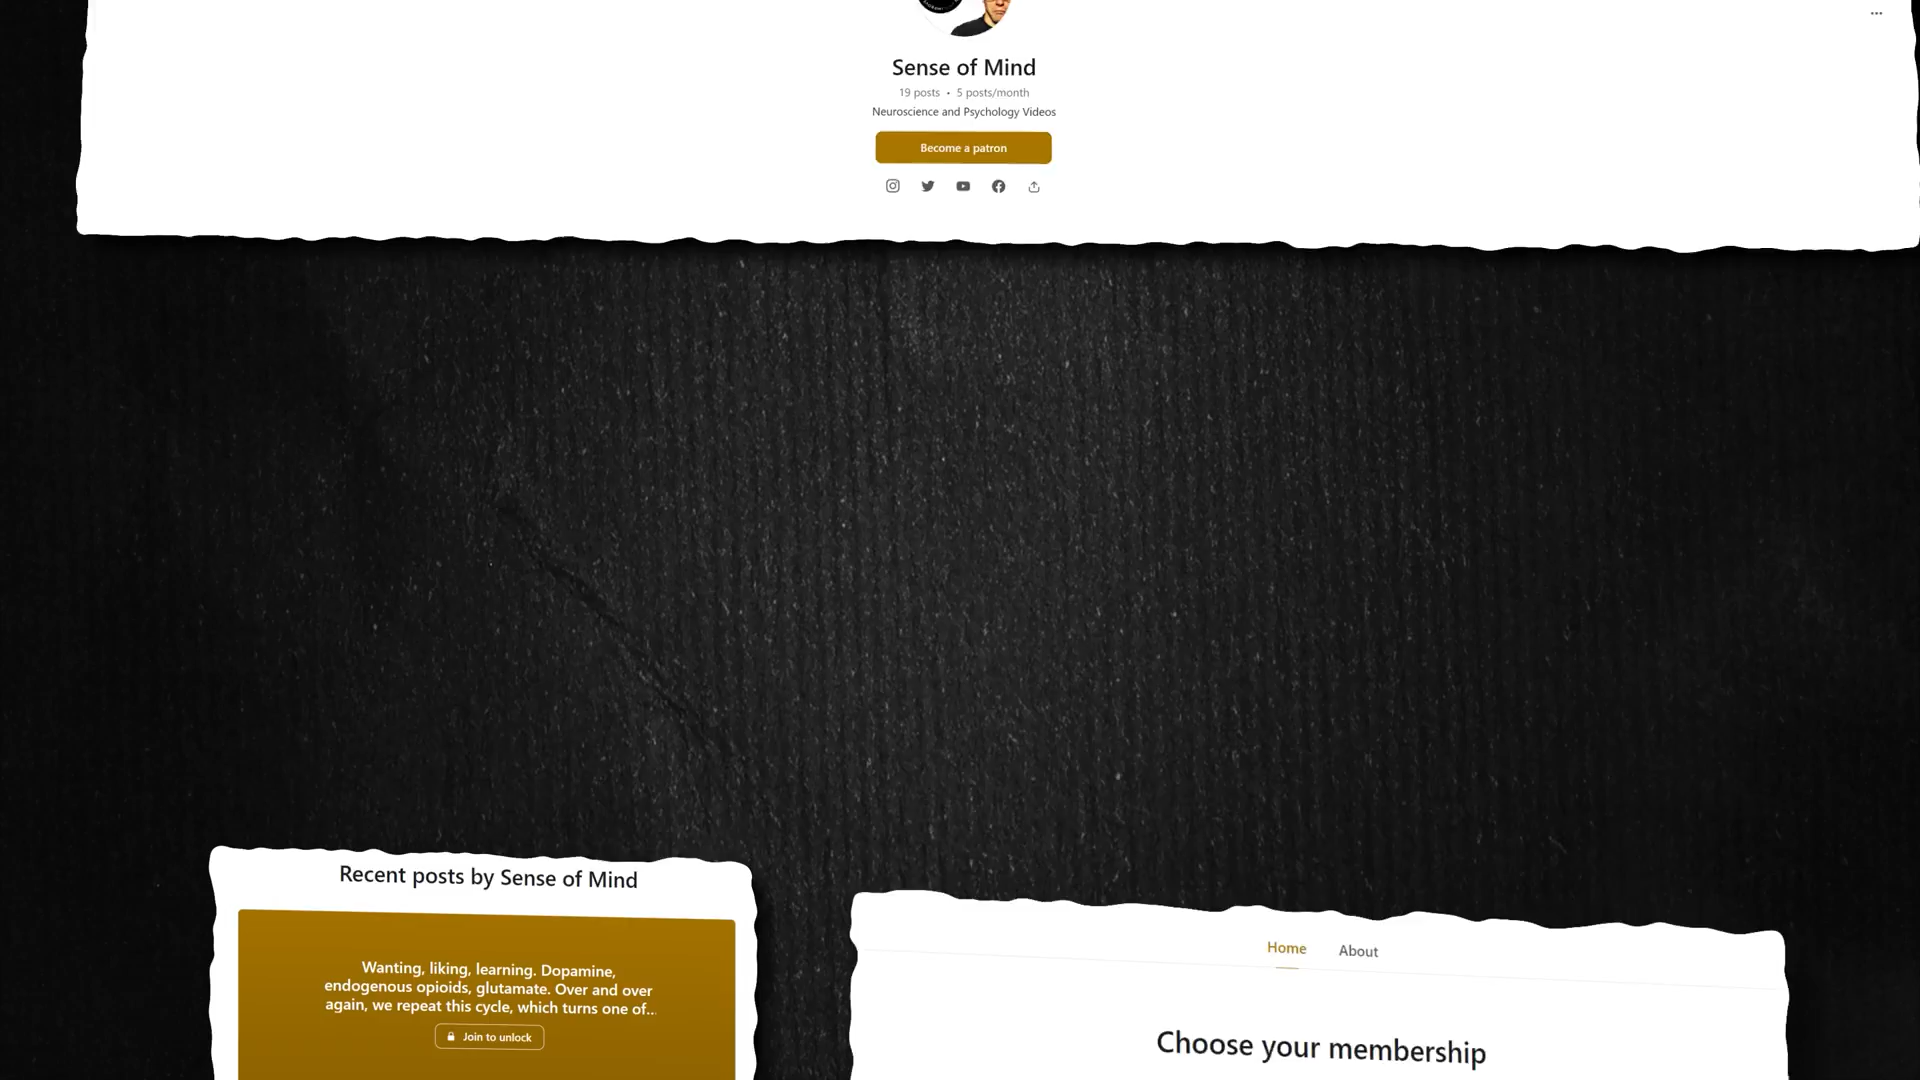 Sense of Mind
19 posts • 5 posts/month
Neuroscience and Psychology Videos
Become a patron
Recent posts by Sense of Mind
Wanting, liking, learning. Dopamine,
endogenous opioids, glutamate. Over and over
again, we repeat this cycle, which turns one of...
Join to unlock
Home About
Choose your membership